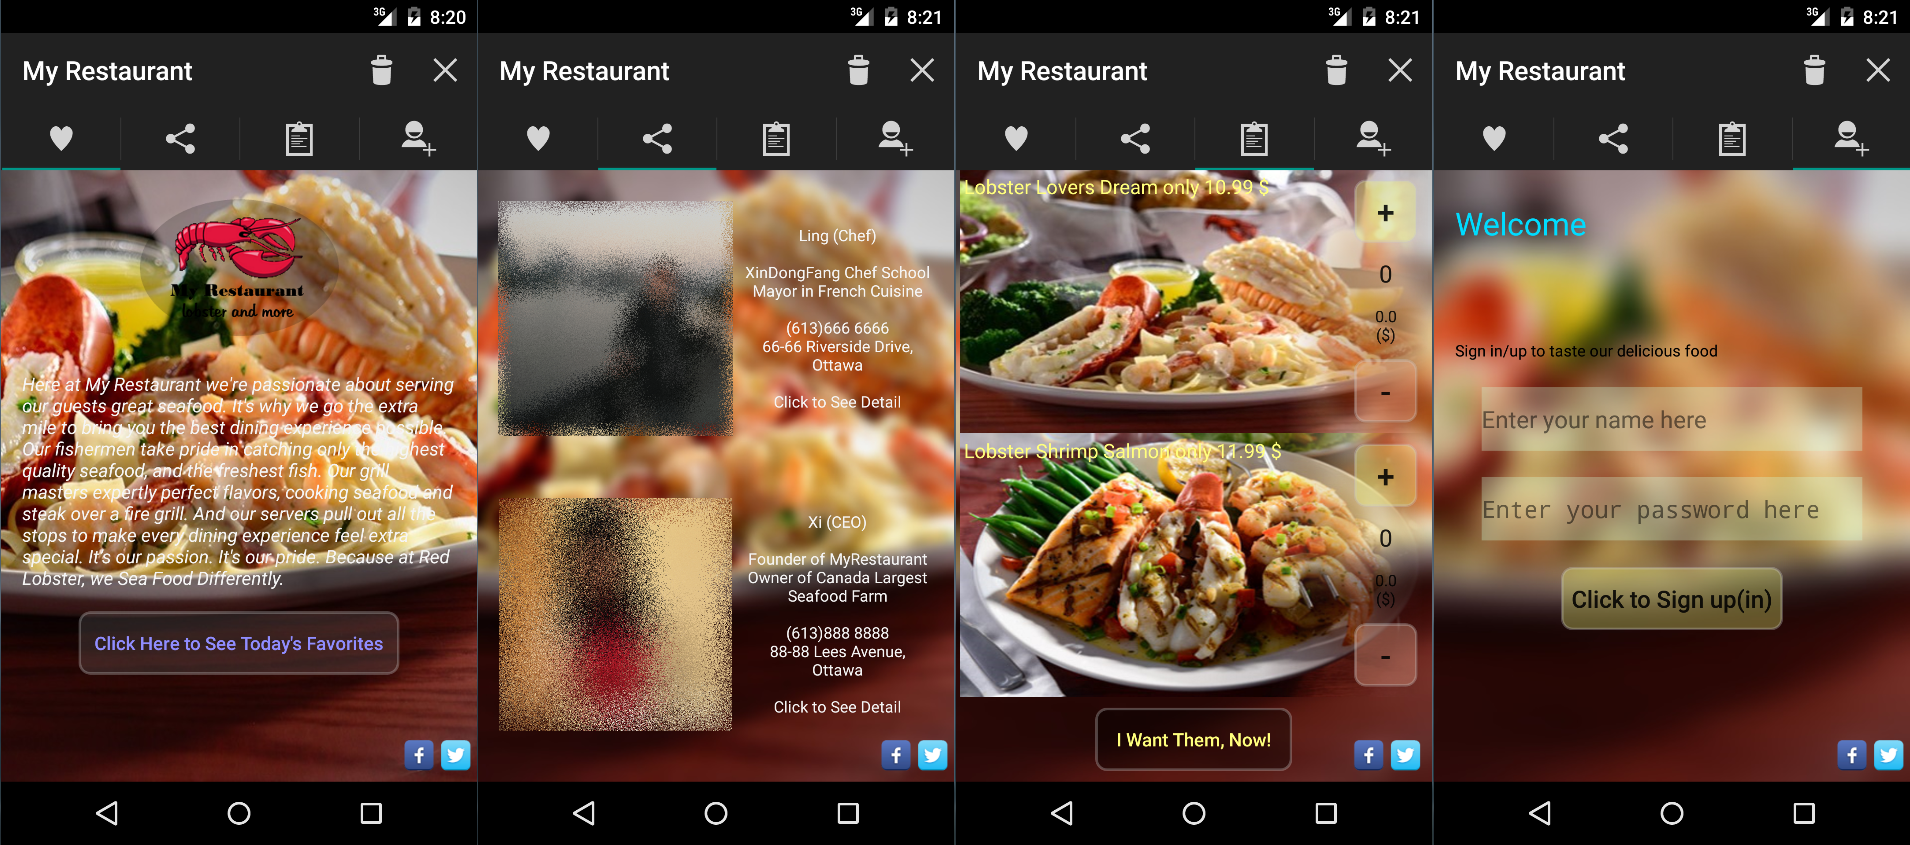 3G 8:20
My Restaurant
My Restaurant
lobster and more
Here at My Restaurant we're passionate about serving
our guests great seafood. It's why we go the extra
mile to bring you the best dining experience possible.
Our fishermen take pride in catching only the highest
quality seafood, and the freshest fish. Our grill
masters expertly perfect flavors, cooking seafood and
steak over a fire grill. And our servers pull out all the
stops to make every dining experience feel extra
special. It's our passion. It's our pride. Because at Red
Lobster, we Sea Food Differently.
Click Here to See Today's Favorites
f
3G 8:21
My Restaurant
Ling (Chef)
XinDongFang Chef School
Mayor in French Cuisine
(613)666 6666
66-66 Riverside Drive,
Ottawa
Click to See Detail
Xi (CEO)
Founder of MyRestaurant
Owner of Canada Largest
Seafood Farm
(613)888 8888
88-88 Lees Avenue,
Ottawa
Click to See Detail
f
3G 8:21
My Restaurant
Lobster Lovers Dream only 10.99 $
+
0
0.0
($)
-
Lobster Shrimp Salmon only 11.99 $
+
0
0.0
($)
-
I Want Them, Now!
f
3G 8:21
My Restaurant
Welcome
Sign in/up to taste our delicious food
Enter your name here
Enter your password here
Click to Sign up(in)
f